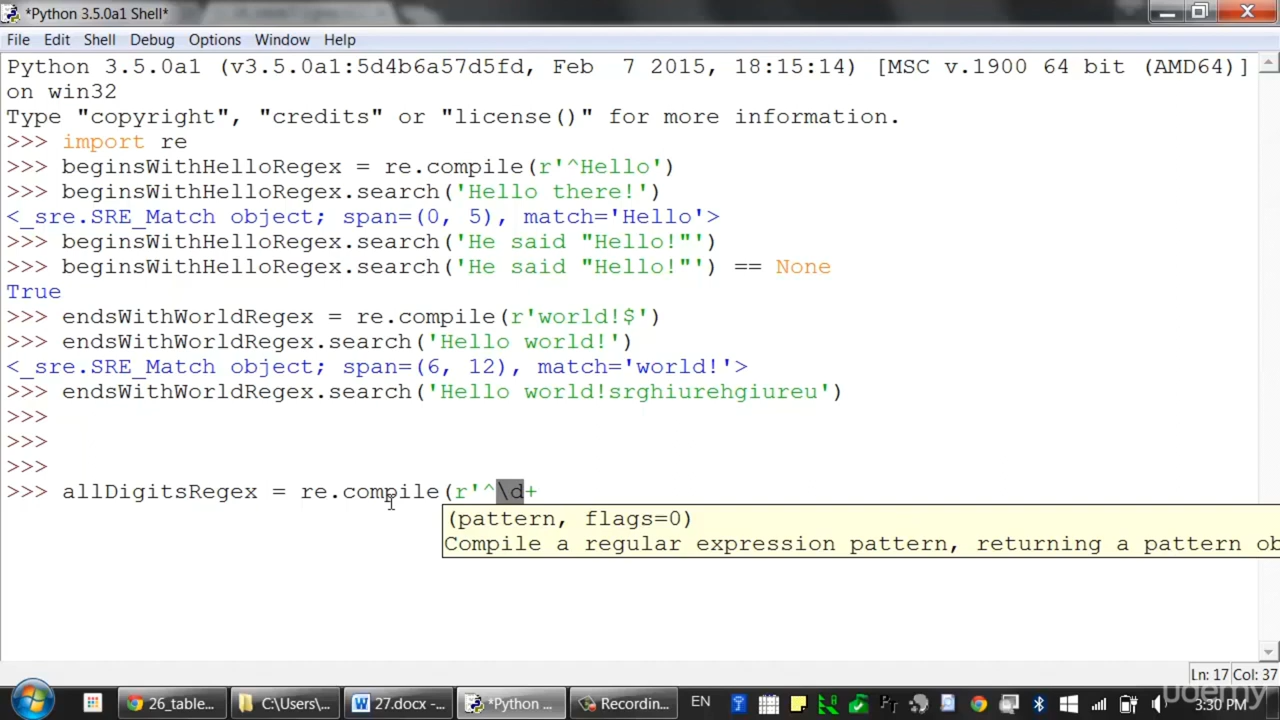 *Python 3.5.0a1 Shell*
File Edit Shell Debug Options Window Help
Python 3.5.0a1 (v3.5.0a1:5d4b6a57d5fd, Feb  7 2015, 18:15:14) [MSC v.1900 64 bit (AMD64)]
on win32
Type "copyright", "credits" or "license()" for more information.
>>> import re
>>> beginsWithHelloRegex = re.compile(r'^Hello')
>>> beginsWithHelloRegex.search('Hello there!')
<_sre.SRE_Match object; span=(0, 5), match='Hello'>
>>> beginsWithHelloRegex.search('He said "Hello!"')
>>> beginsWithHelloRegex.search('He said "Hello!"') == None
True
>>> endsWithWorldRegex = re.compile(r'world!$')
>>> endsWithWorldRegex.search('Hello world!')
<_sre.SRE_Match object; span=(6, 12), match='world!'>
>>> endsWithWorldRegex.search('Hello world!srghiurehgiureu')
>>>
>>>
>>>
>>> allDigitsRegex = re.compile(r'^\d+
(pattern, flags=0)
Compile a regular expression pattern, returning a pattern ob
Ln: 17 Col: 37
26_table... C:\Users\... 27.docx -... *Python ... Recordin... EN 3:30 PM
udemy